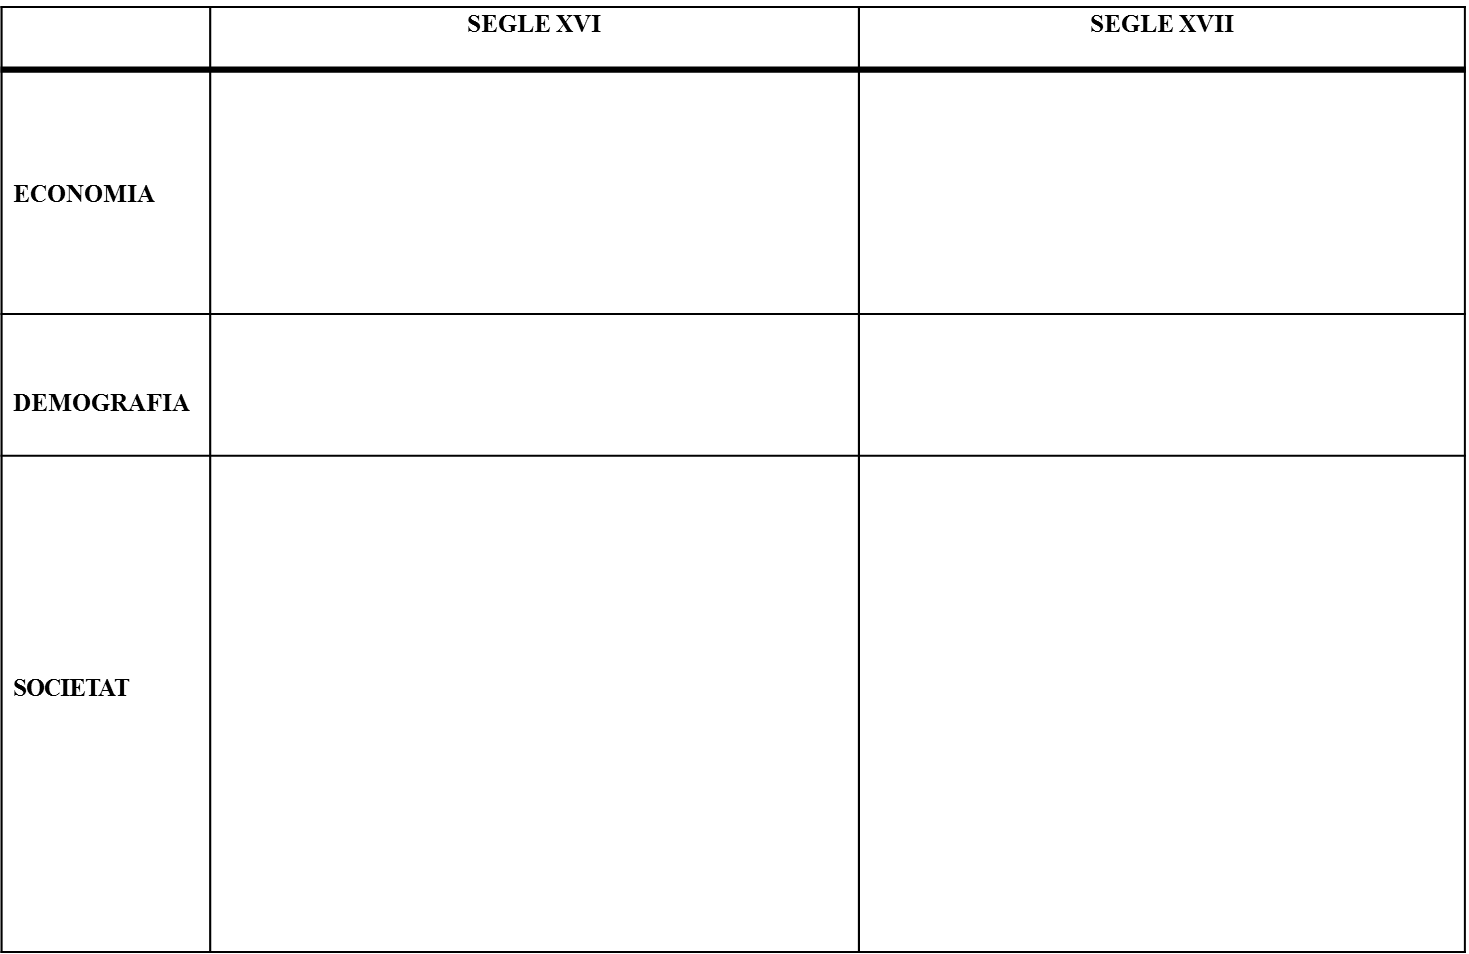 SEGLE XVI
SEGLE XVII
ECONOMIA
DEMOGRAFIA
SOCIETAT